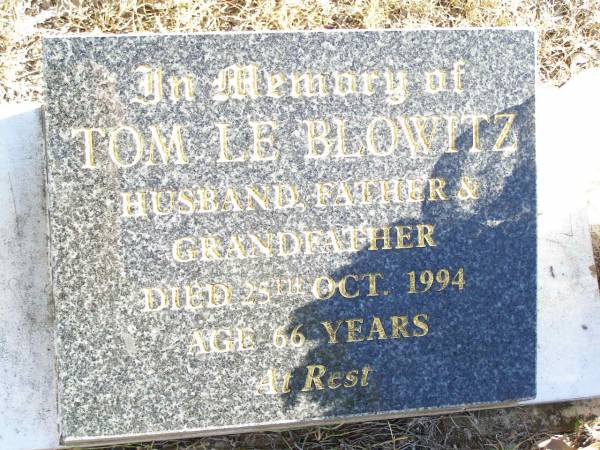 In Memory of
TOM LE BLOWITZ
HUSBAND, FATHER &
GRANDFATHER
DIED 25TH OCT. 1994
AGE 66 YEARS
At Rest